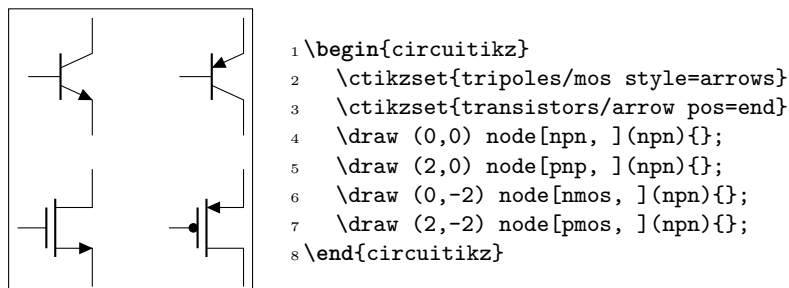 1 \begin{circuitikz}
2 \ctikzset{tripoles/mos style=arrows}
3 \ctikzset{transistors/arrow pos=end}
4 \draw (0,0) node[npn, ](npn){};
5 \draw (2,0) node[pnp, ](npn){};
6 \draw (0,-2) node[nmos, ](npn){};
7 \draw (2,-2) node[pmos, ](npn){};
8 \end{circuitikz}